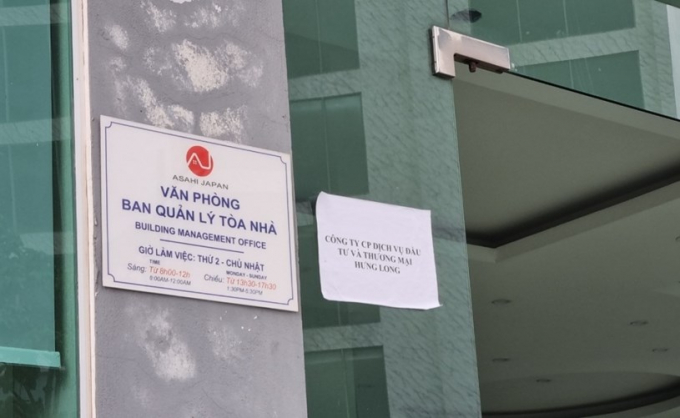 ASAHI JAPAN
VĂN PHÒNG
BAN QUẢN LÝ TÒA NHÀ
BUILDING MANAGEMENT OFFICE
GIỜ LÀM VIỆC: THỨ 2 - CHỦ NHẬT
TIME MONDAY - SUNDAY
Sáng: Từ 8h00-12h Chiều: Từ 13h30-17h30
8:00AM-12:00AM 1:30PM-5:30PM
CÔNG TY CP DỊCH VỤ ĐẦU
TƯ VÀ THƯƠNG MẠI
HƯNG LONG